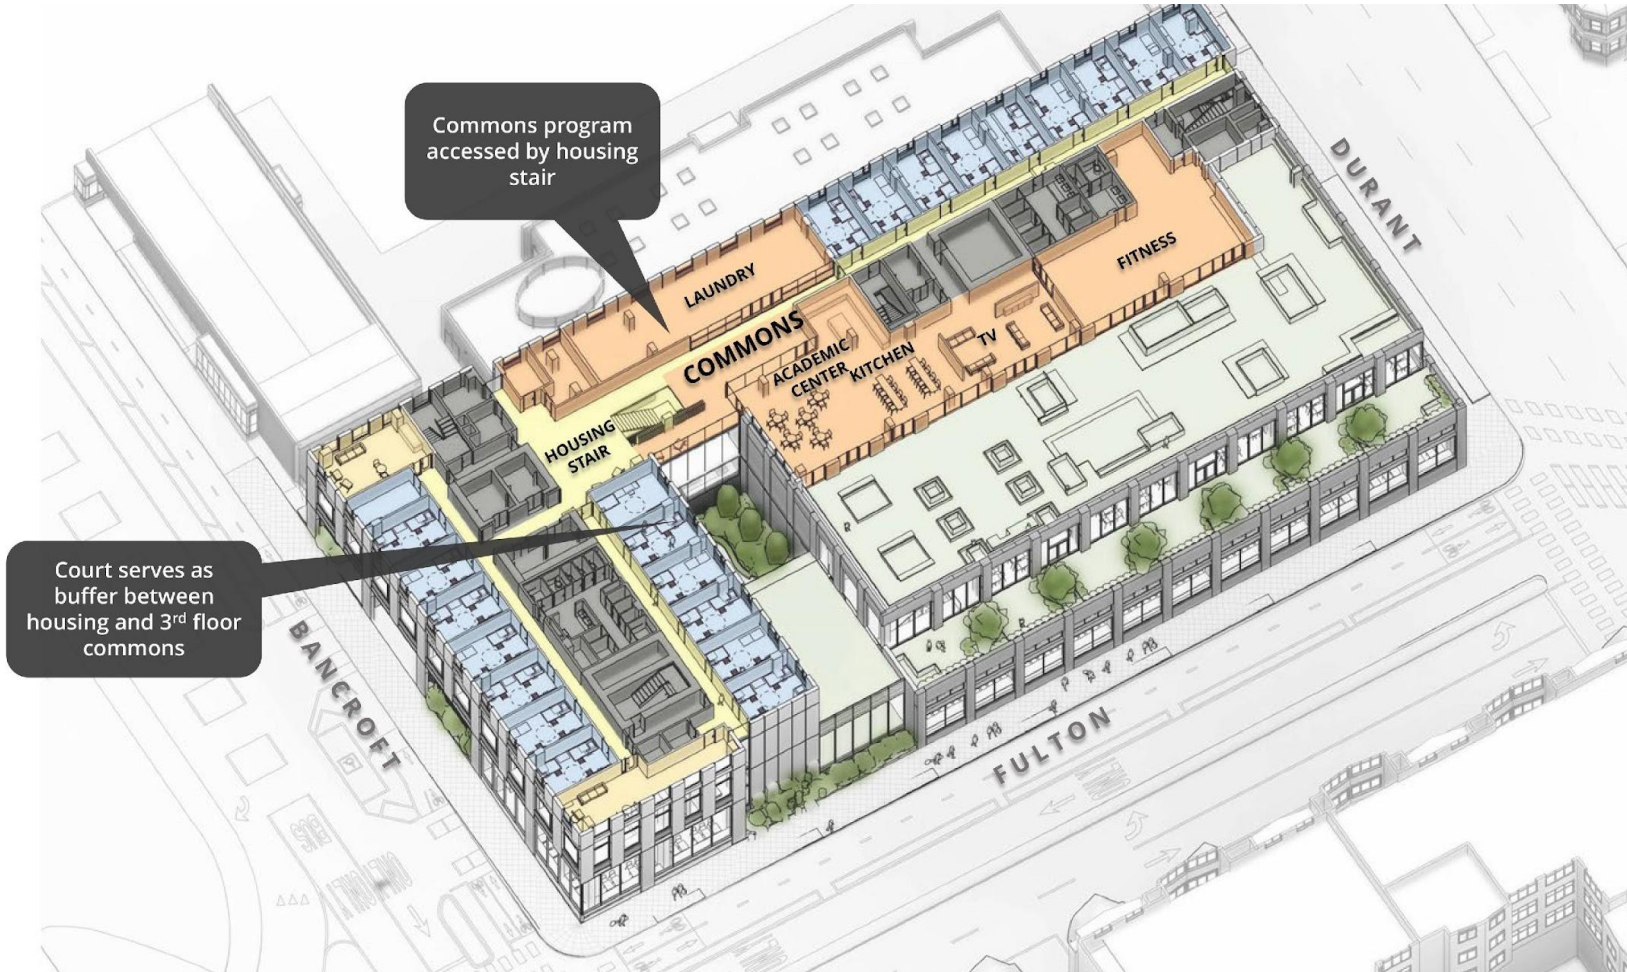 Commons program
accessed by housing
stair
DURANT
LAUNDRY
FITNESS
COMMONS
TV
ACADEMIC
CENTER
KITCHEN
HOUSING
STAIR
Court serves as
buffer between
housing and 3rd floor
commons
BANCROFT
FULTON